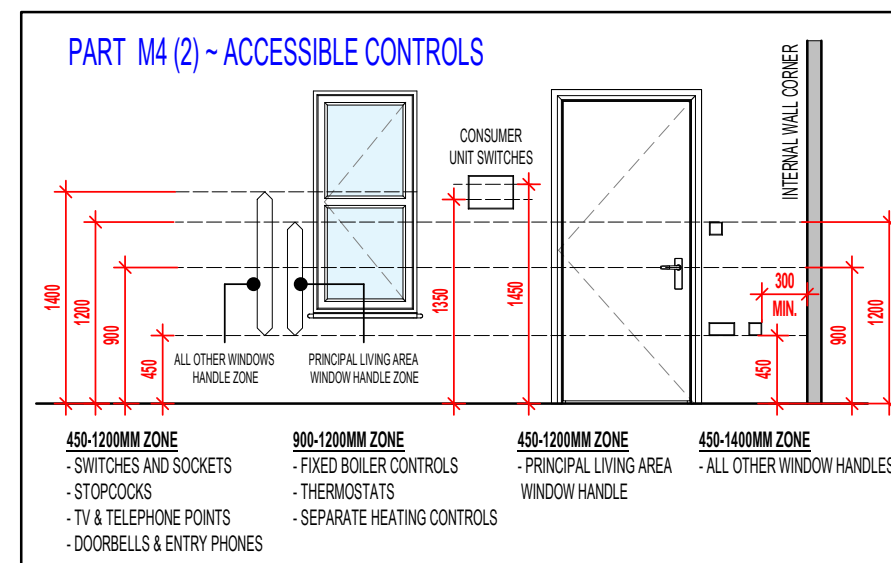 PART M4 (2) ~ ACCESSIBLE CONTROLS
INTERNAL WALL CORNER
CONSUMER
UNIT SWITCHES
1400
1200
900
450
ALL OTHER WINDOWS
HANDLE ZONE
PRINCIPAL LIVING AREA
WINDOW HANDLE ZONE
1350
1450
300
MIN.
450
900
1200
450-1200MM ZONE
- SWITCHES AND SOCKETS
- STOPCOCKS
- TV & TELEPHONE POINTS
- DOORBELLS & ENTRY PHONES
900-1200MM ZONE
- FIXED BOILER CONTROLS
- THERMOSTATS
- SEPARATE HEATING CONTROLS
450-1200MM ZONE
- PRINCIPAL LIVING AREA
WINDOW HANDLE
450-1400MM ZONE
- ALL OTHER WINDOW HANDLES